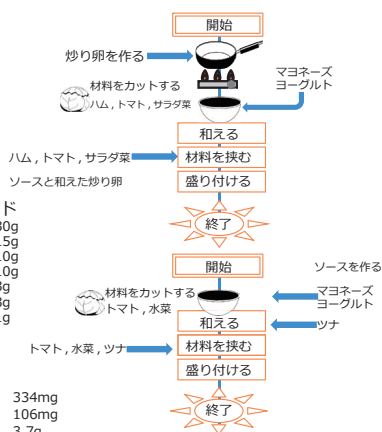 開始
炒り卵を作る
材料をカットする
ハム , トマト , サラダ菜
マヨネーズ
ヨーグルト
和える
ハム , トマト , サラダ菜
材料を挟む
ソースと和えた炒り卵
盛り付ける
終了
ド
5g
0g
0g
開始
ソースを作る
材料をカットする
トマト , 水菜
マヨネーズ
ヨーグルト
和える
ツナ
トマト , 水菜 , ツナ
材料を挟む
盛り付ける
334mg
終了
106mg
3.7g